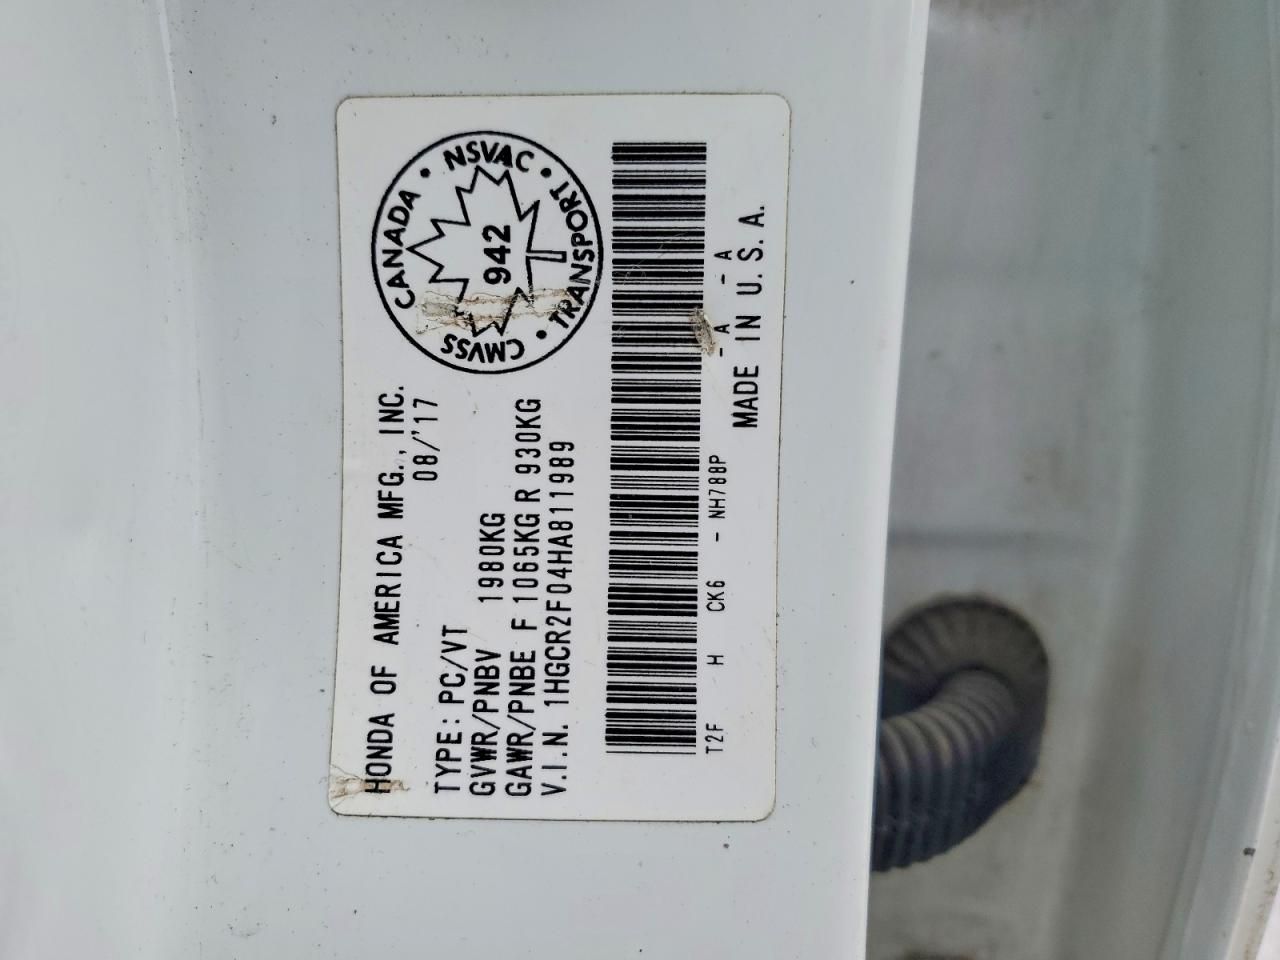 HONDA OF AMERICA MFG., INC.
08/'17
TYPE: PC/VT
GVWR/PNBV 1980KG
GAWR/PNBE F 1065KG R 930KG
V.I.N. 1HGCR2F04HA811989
CANADA • NSVAC • TRANSPORT • CMVSS
942
T2F H CK6 - NH788P - A - A
MADE IN U.S.A.